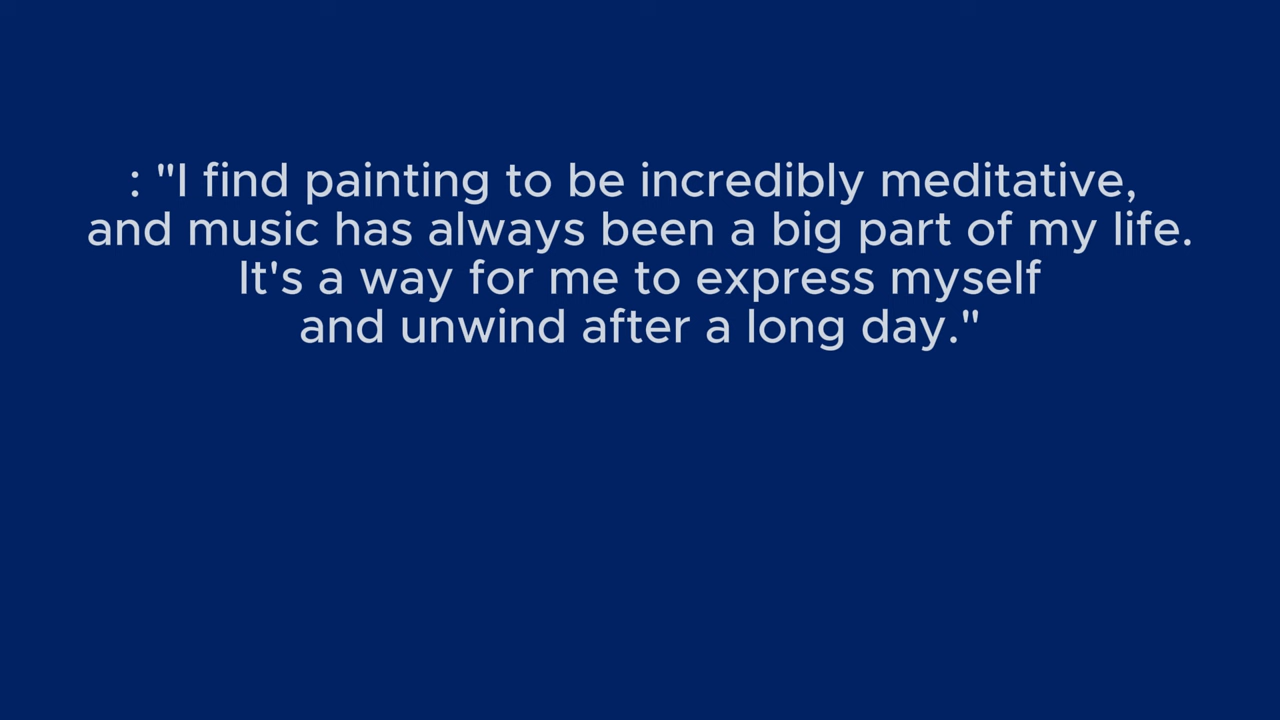 : "I find painting to be incredibly meditative,
and music has always been a big part of my life.
It's a way for me to express myself
and unwind after a long day."